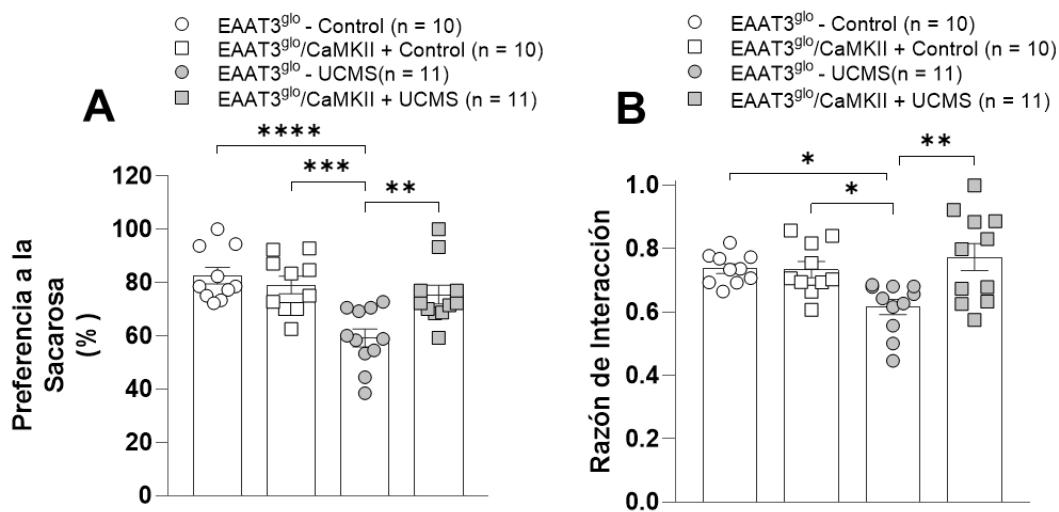 EAAT3glo - Control (n = 10)
EAAT3glo/CaMKII + Control (n = 10)
EAAT3glo - UCMS(n = 11)
EAAT3glo/CaMKII + UCMS (n = 11)
A
****
***
**
120
100
80
60
40
20
0
Preferencia a la
Sacarosa
(%)
EAAT3glo - Control (n = 10)
EAAT3glo/CaMKII + Control (n = 10)
EAAT3glo - UCMS(n = 11)
EAAT3glo/CaMKII + UCMS (n = 11)
B
**
*
*
1.0
0.8
0.6
0.4
0.2
0.0
Razón de Interacción